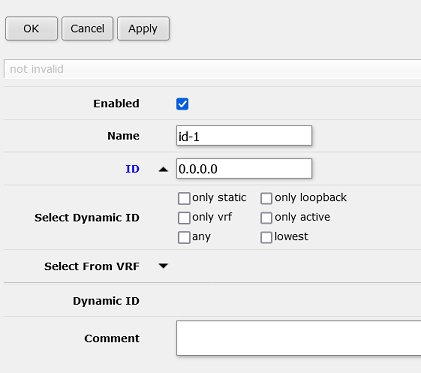 OK Cancel Apply
not invalid
Enabled
Name id-1
ID 0.0.0.0
only static only loopback
Select Dynamic ID only vrf only active
any lowest
Select From VRF
Dynamic ID
Comment